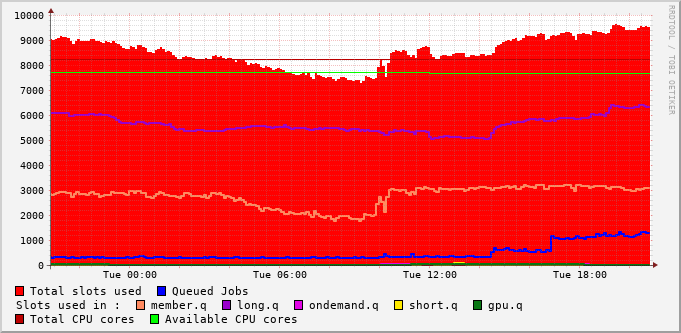 10000
9000
8000
7000
6000
5000
4000
3000
2000
1000
0
Tue 00:00 Tue 06:00 Tue 12:00 Tue 18:00
RRDTOOL / TOBI OETIKER
Total slots used Queued Jobs
Slots used in : member.q long.q ondemand.q short.q gpu.q
Total CPU cores Available CPU cores